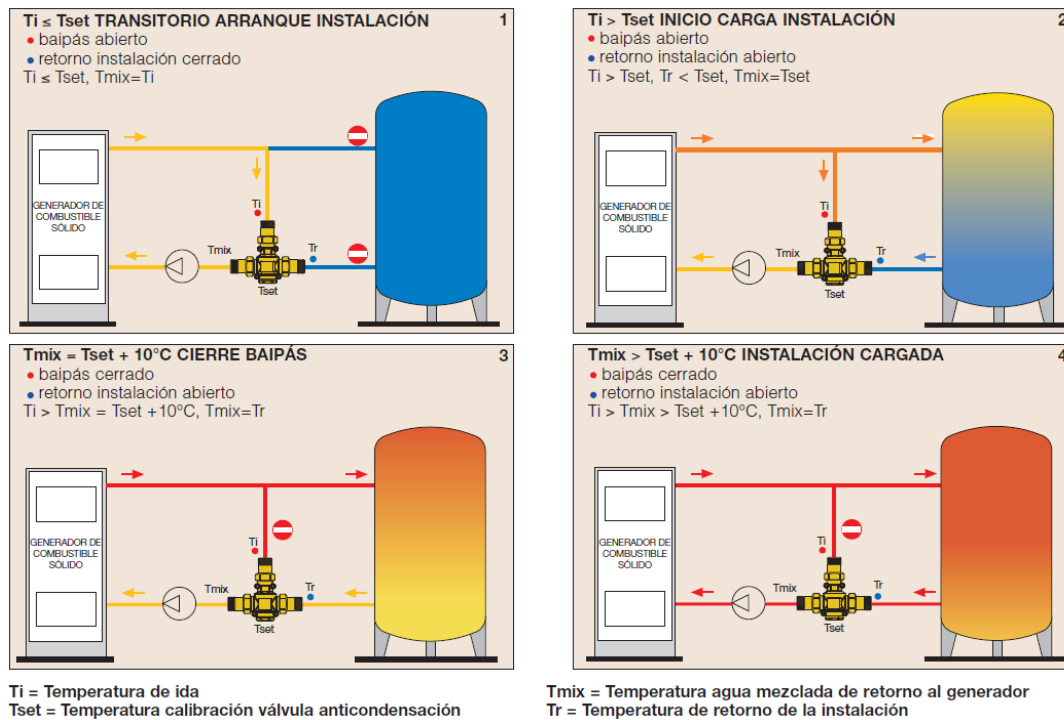 Ti ≤ Tset TRANSITORIO ARRANQUE INSTALACIÓN 1
• baipás abierto
• retorno instalación cerrado
Ti ≤ Tset, Tmix=Ti
GENERADOR DE
COMBUSTIBLE
SÓLIDO
Ti
Tmix
Tr
Tset
Ti > Tset INICIO CARGA INSTALACIÓN 2
• baipás abierto
• retorno instalación abierto
Ti > Tset, Tr < Tset, Tmix=Tset
GENERADOR DE
COMBUSTIBLE
SÓLIDO
Ti
Tmix
Tr
Tset
Tmix = Tset + 10°C CIERRE BAIPÁS 3
• baipás cerrado
• retorno instalación abierto
Ti > Tmix = Tset +10ºC, Tmix=Tr
GENERADOR DE
COMBUSTIBLE
SÓLIDO
Ti
Tmix
Tr
Tset
Tmix > Tset + 10°C INSTALACIÓN CARGADA 4
• baipás cerrado
• retorno instalación abierto
Ti > Tmix > Tset +10ºC, Tmix=Tr
GENERADOR DE
COMBUSTIBLE
SÓLIDO
Ti
Tmix
Tr
Tset
Ti = Temperatura de ida
Tset = Temperatura calibración válvula anticondensación
Tmix = Temperatura agua mezclada de retorno al generador
Tr = Temperatura de retorno de la instalación